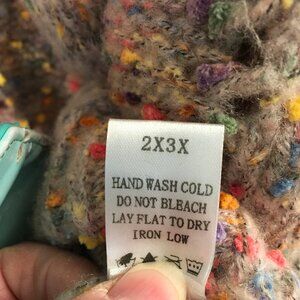 2X3X
HAND WASH COLD
DO NOT BLEACH
LAY FLAT TO DRY
IRON LOW